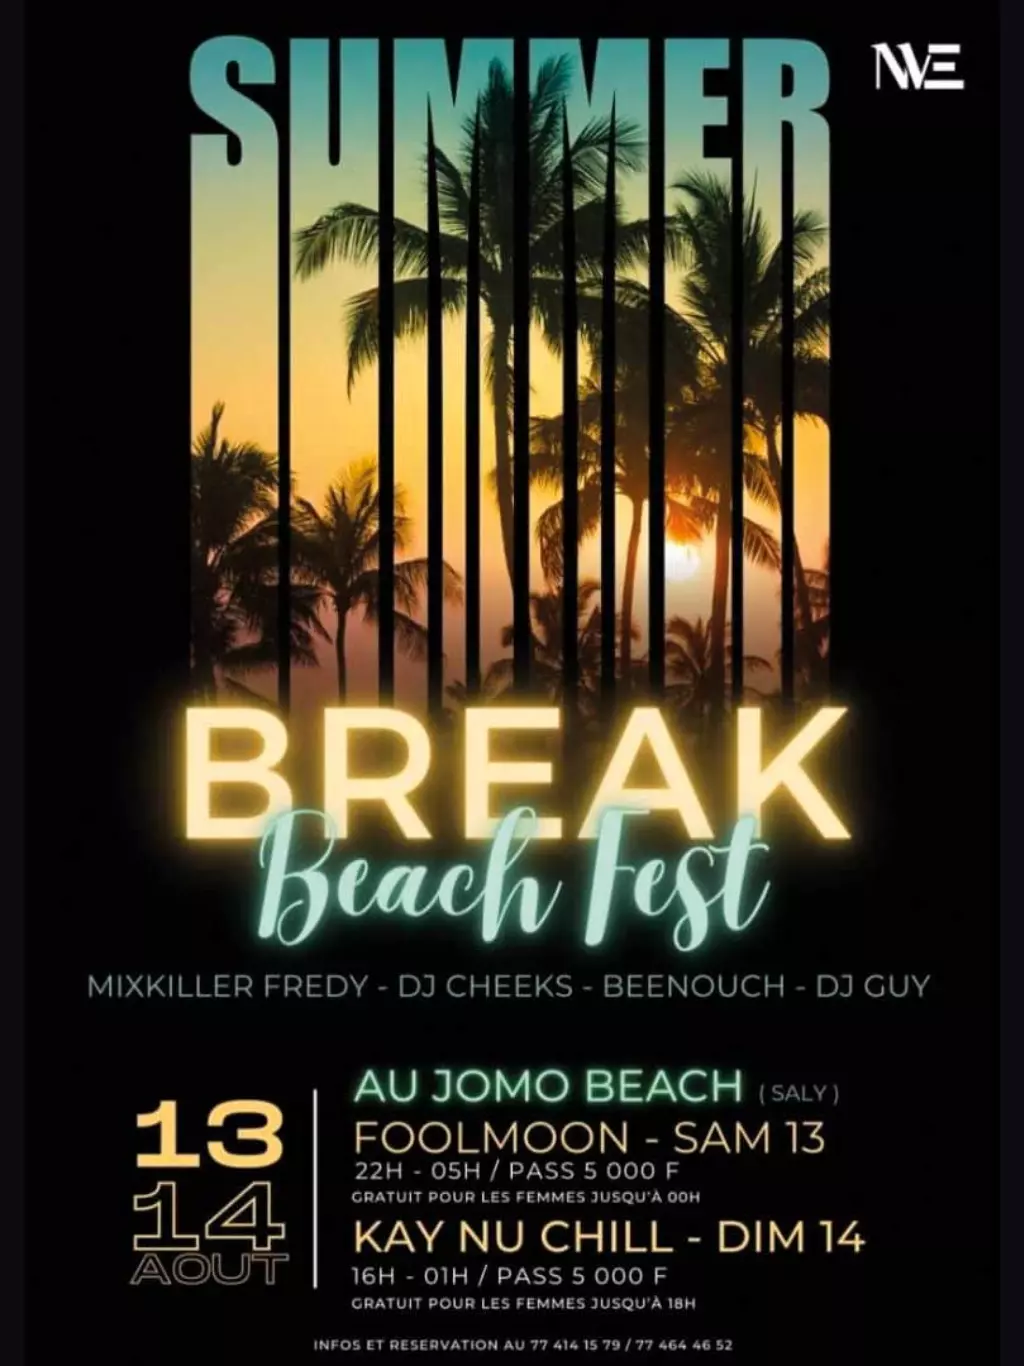 SUMMER
NVE
BREAK
Beach Fest
MIXKILLER FREDY - DJ CHEEKS - BEENOUCH - DJ GUY
13
14
AOUT
AU JOMO BEACH ( SALY )
FOOLMOON - SAM 13
22H - 05H / PASS 5 000 F
GRATUIT POUR LES FEMMES JUSQU'À 00H
KAY NU CHILL - DIM 14
16H - 01H / PASS 5 000 F
GRATUIT POUR LES FEMMES JUSQU'À 18H
INFOS ET RESERVATION AU 77 414 15 79 / 77 464 46 52